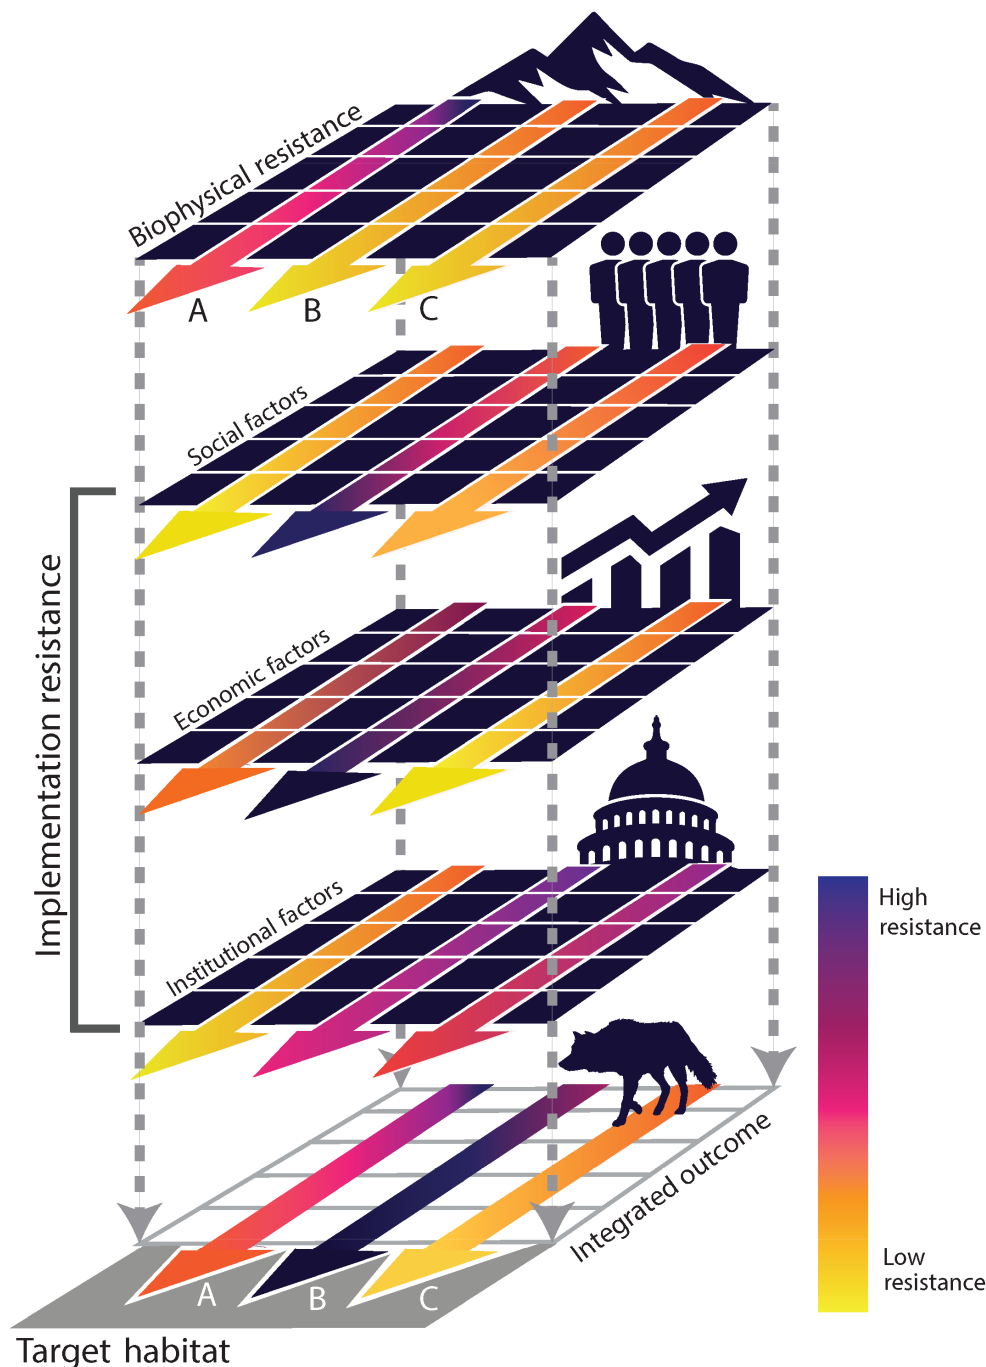 Biophysical resistance
A
B
C
Social factors
Economic factors
Implementation resistance
Institutional factors
High
resistance
Low
resistance
Integrated outcome
A
B
C
Target habitat